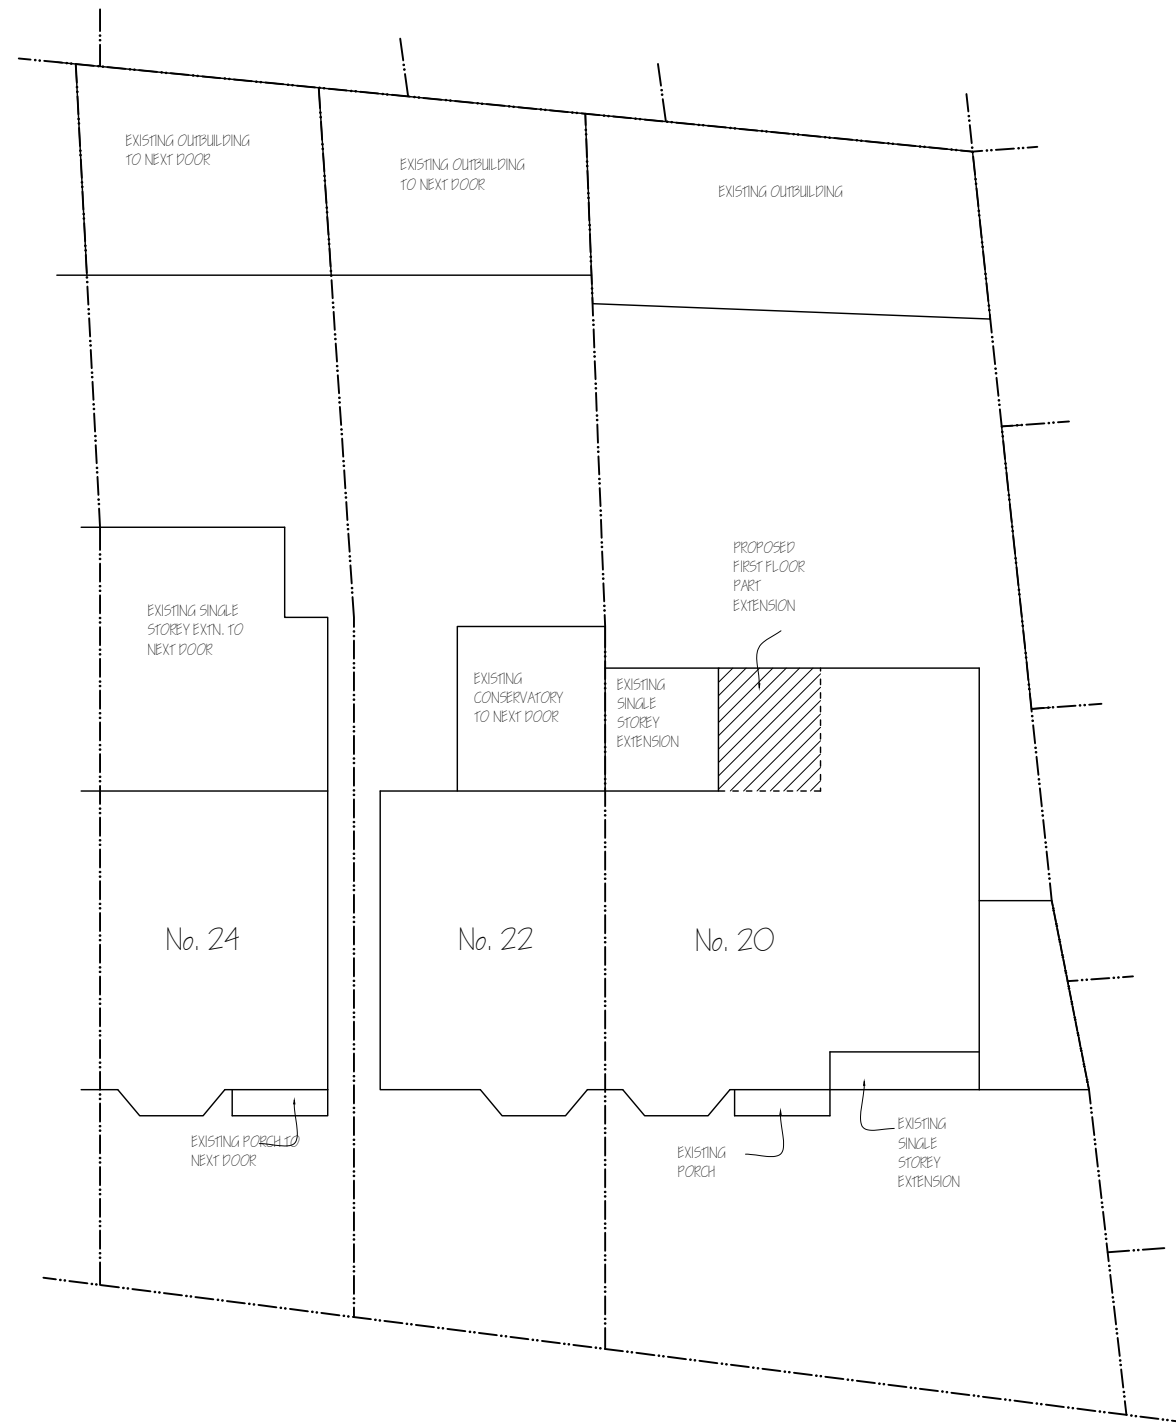 EXISTING OUTBUILDING
TO NEXT DOOR
EXISTING OUTBUILDING
TO NEXT DOOR
EXISTING OUTBUILDING
PROPOSED
FIRST FLOOR
PART
EXTENSION
EXISTING SINGLE
STOREY EXTN. TO
NEXT DOOR
EXISTING
CONSERVATORY
TO NEXT DOOR
EXISTING
SINGLE
STOREY
EXTENSION
No. 24
No. 22
No. 20
EXISTING PORCH TO
NEXT DOOR
EXISTING
PORCH
EXISTING
SINGLE
STOREY
EXTENSION